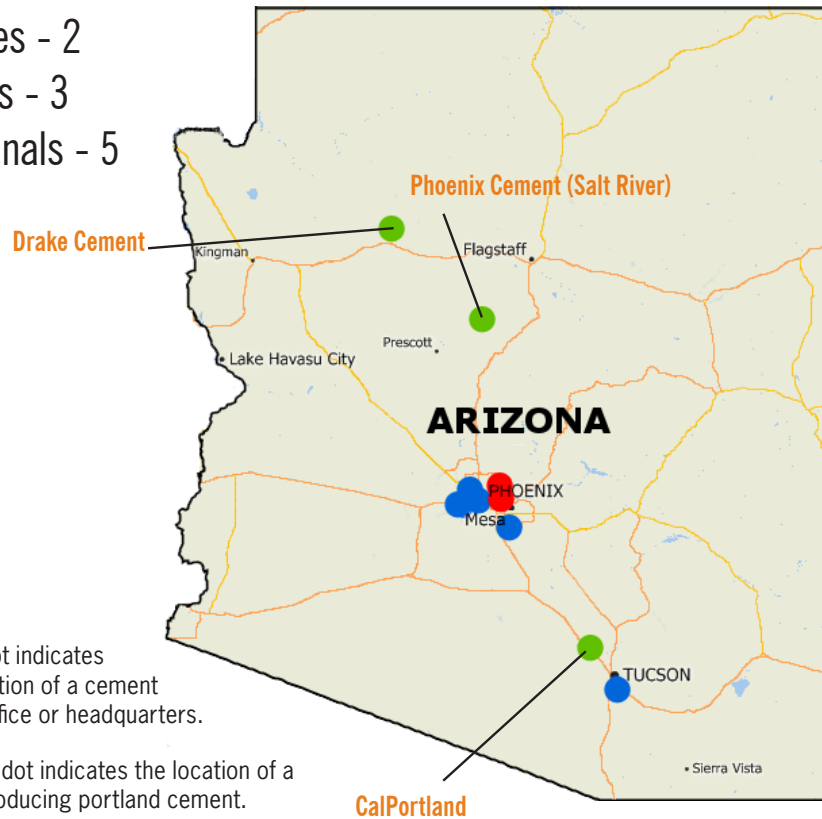 es - 2
s - 3
nals - 5
Phoenix Cement (Salt River)
Drake Cement
Kingman
Flagstaff
Prescott
Lake Havasu City
ARIZONA
PHOENIX
Mesa
ot indicates
tion of a cement
fice or headquarters.
TUCSON
dot indicates the location of a
oducing portland cement.
Sierra Vista
CalPortland